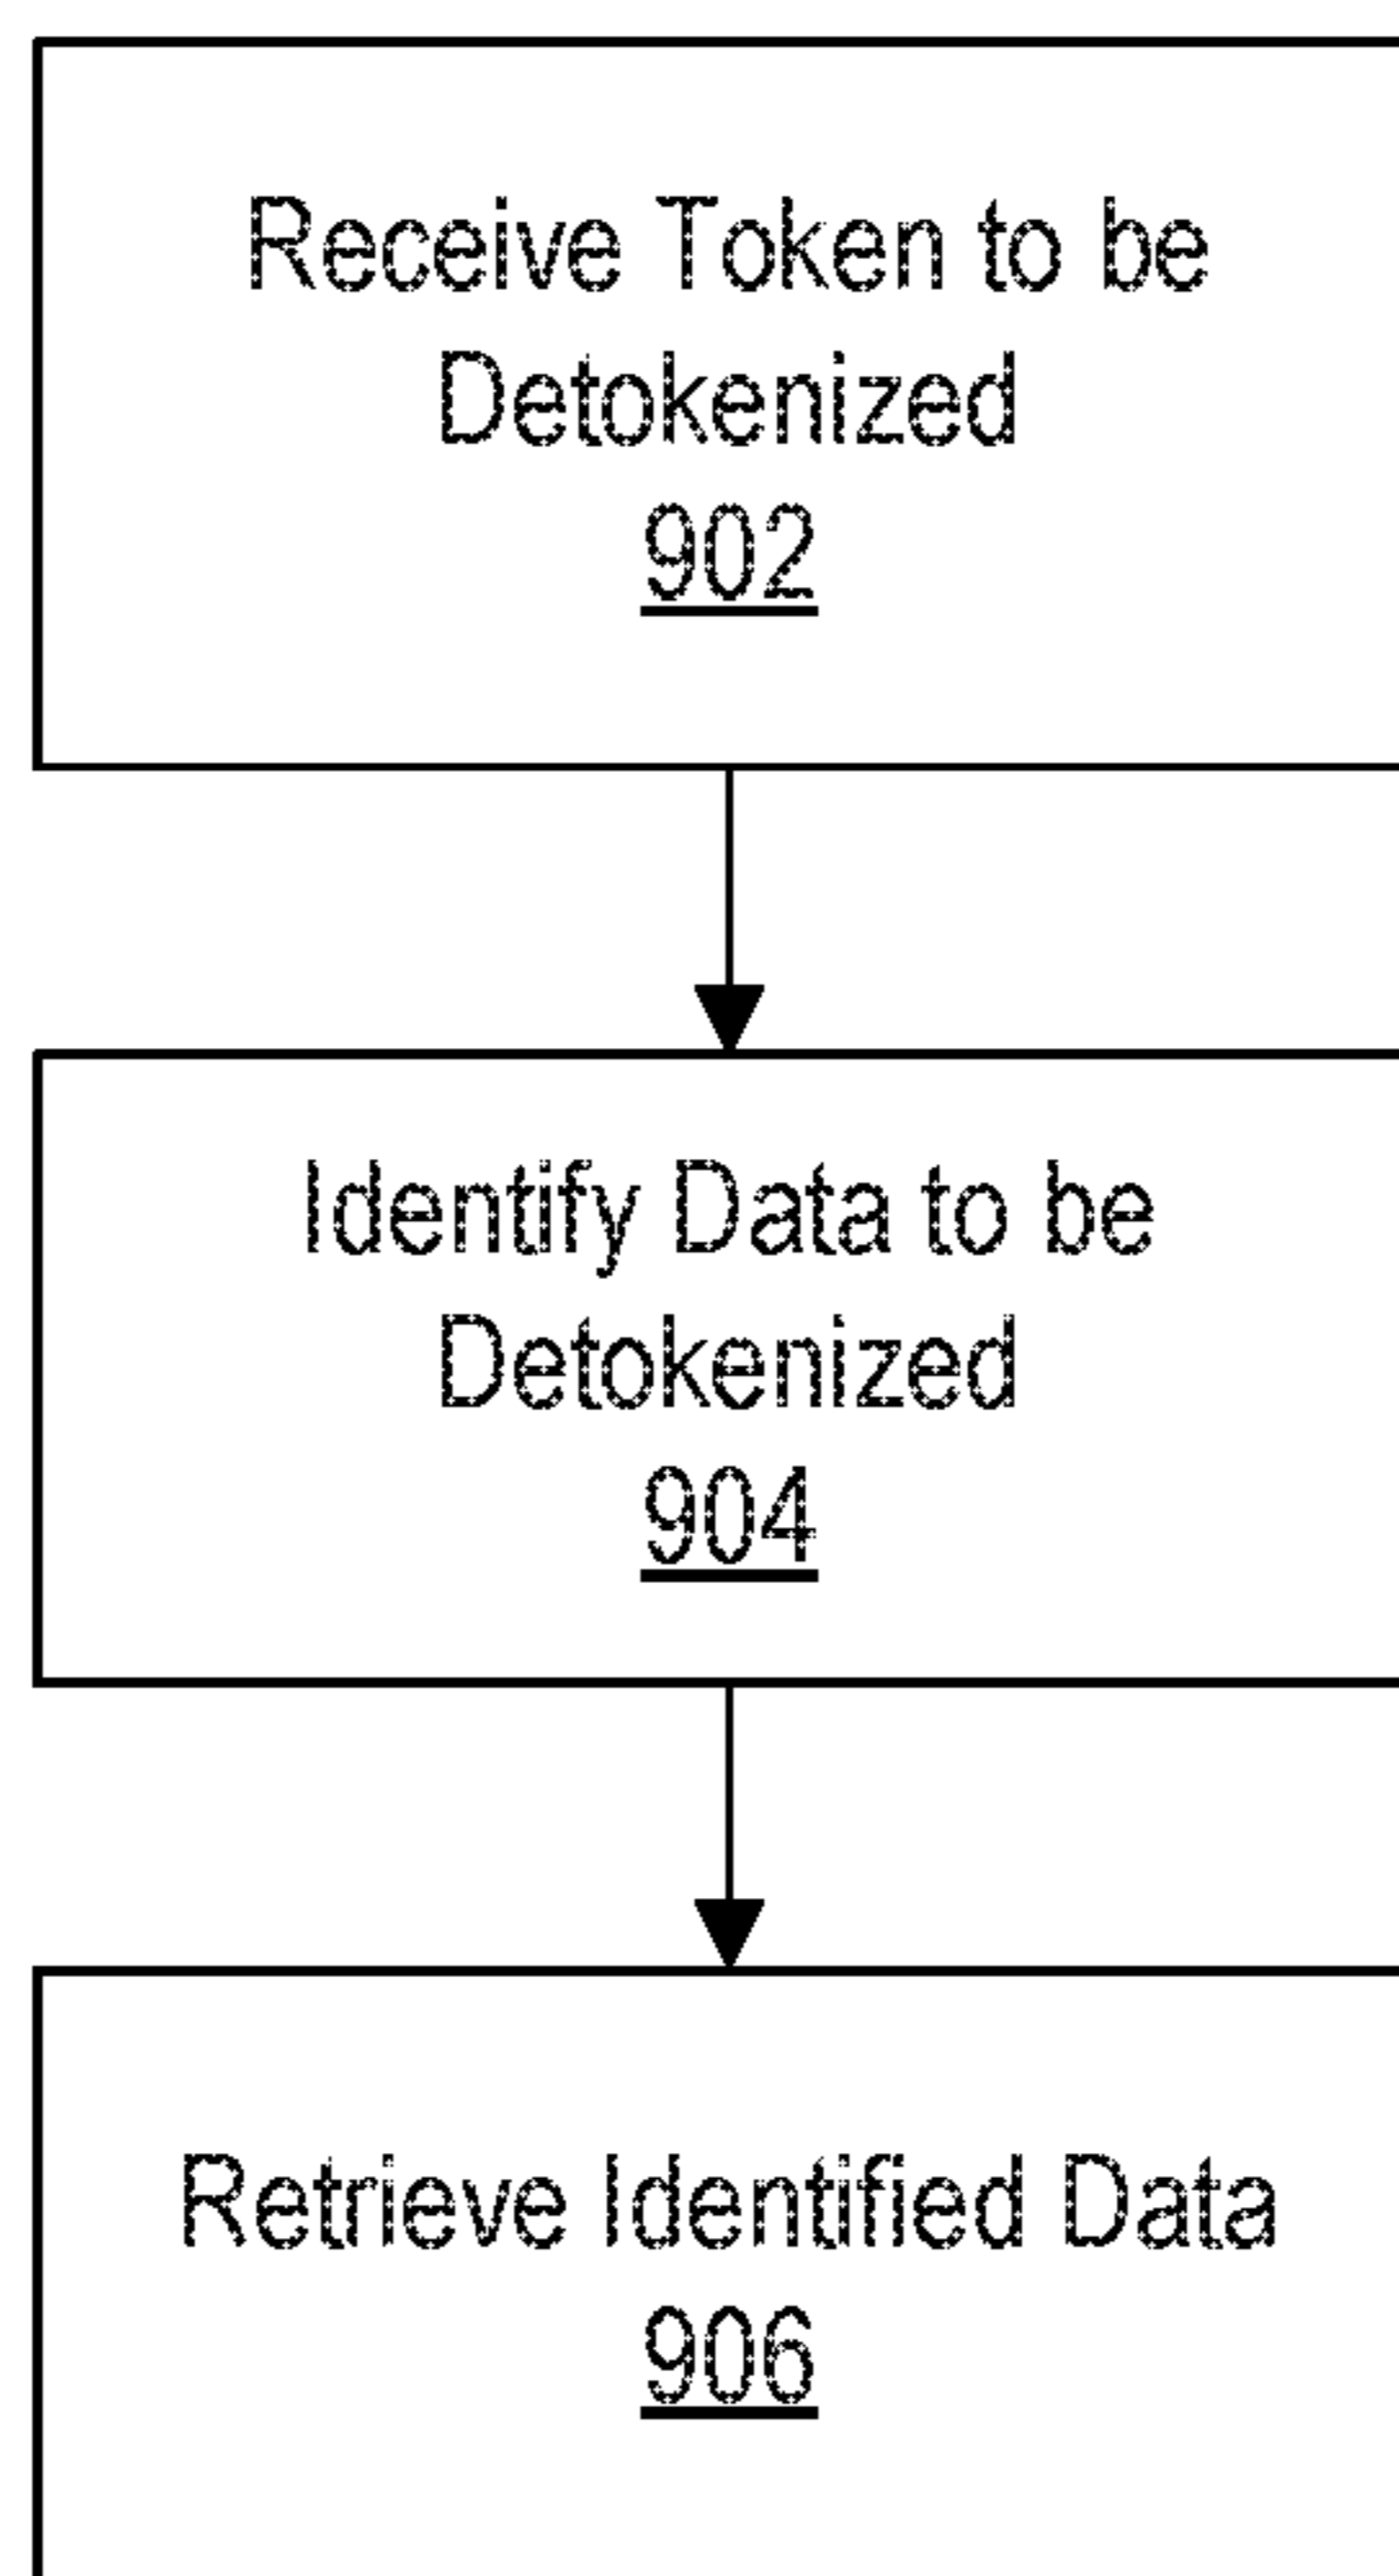 Receive Token to be
Detokenized
902
Identify Data to be
Detokenized
904
Retrieve Identified Data
906